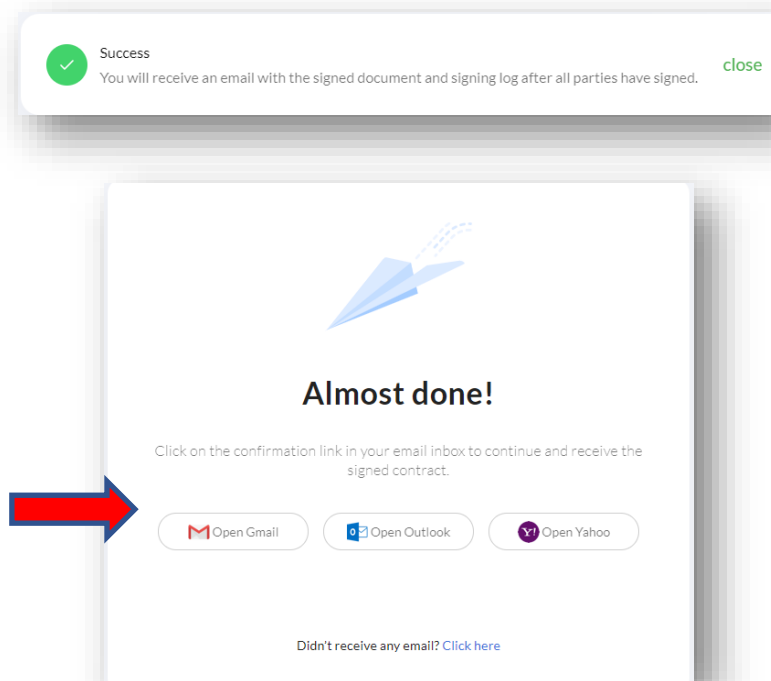 Success
You will receive an email with the signed document and signing log after all parties have signed.
close
Almost done!
Click on the confirmation link in your email inbox to continue and receive the
signed contract.
Open Gmail
Open Outlook
Open Yahoo
Didn't receive any email? Click here